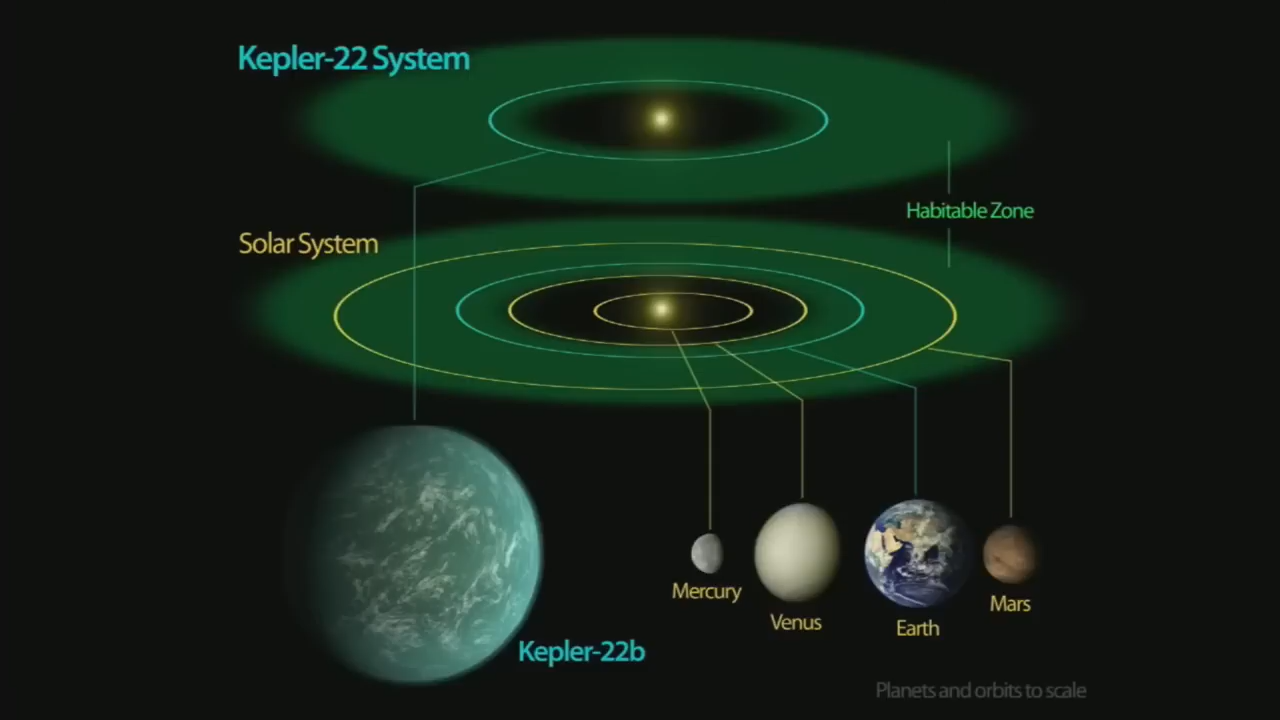 Kepler-22 System
Habitable Zone
Solar System
Mercury
Venus
Earth
Mars
Kepler-22b
Planets and orbits to scale